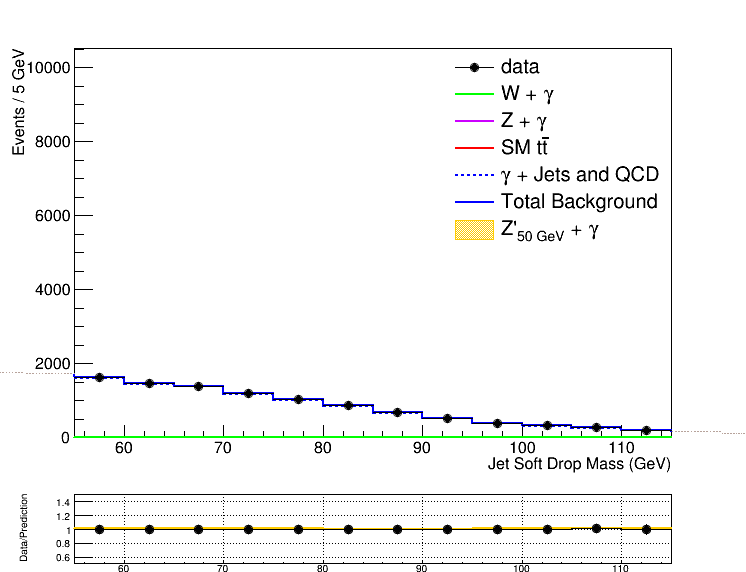 Events / 5 GeV
10000
8000
6000
4000
2000
0
data
W + γ
Z + γ
SM tt̄
γ + Jets and QCD
Total Background
Z'50 GeV + γ
60 70 80 90 100 110
Jet Soft Drop Mass (GeV)
Data/Prediction
1.4
1.2
1
0.8
0.6
60 70 80 90 100 110